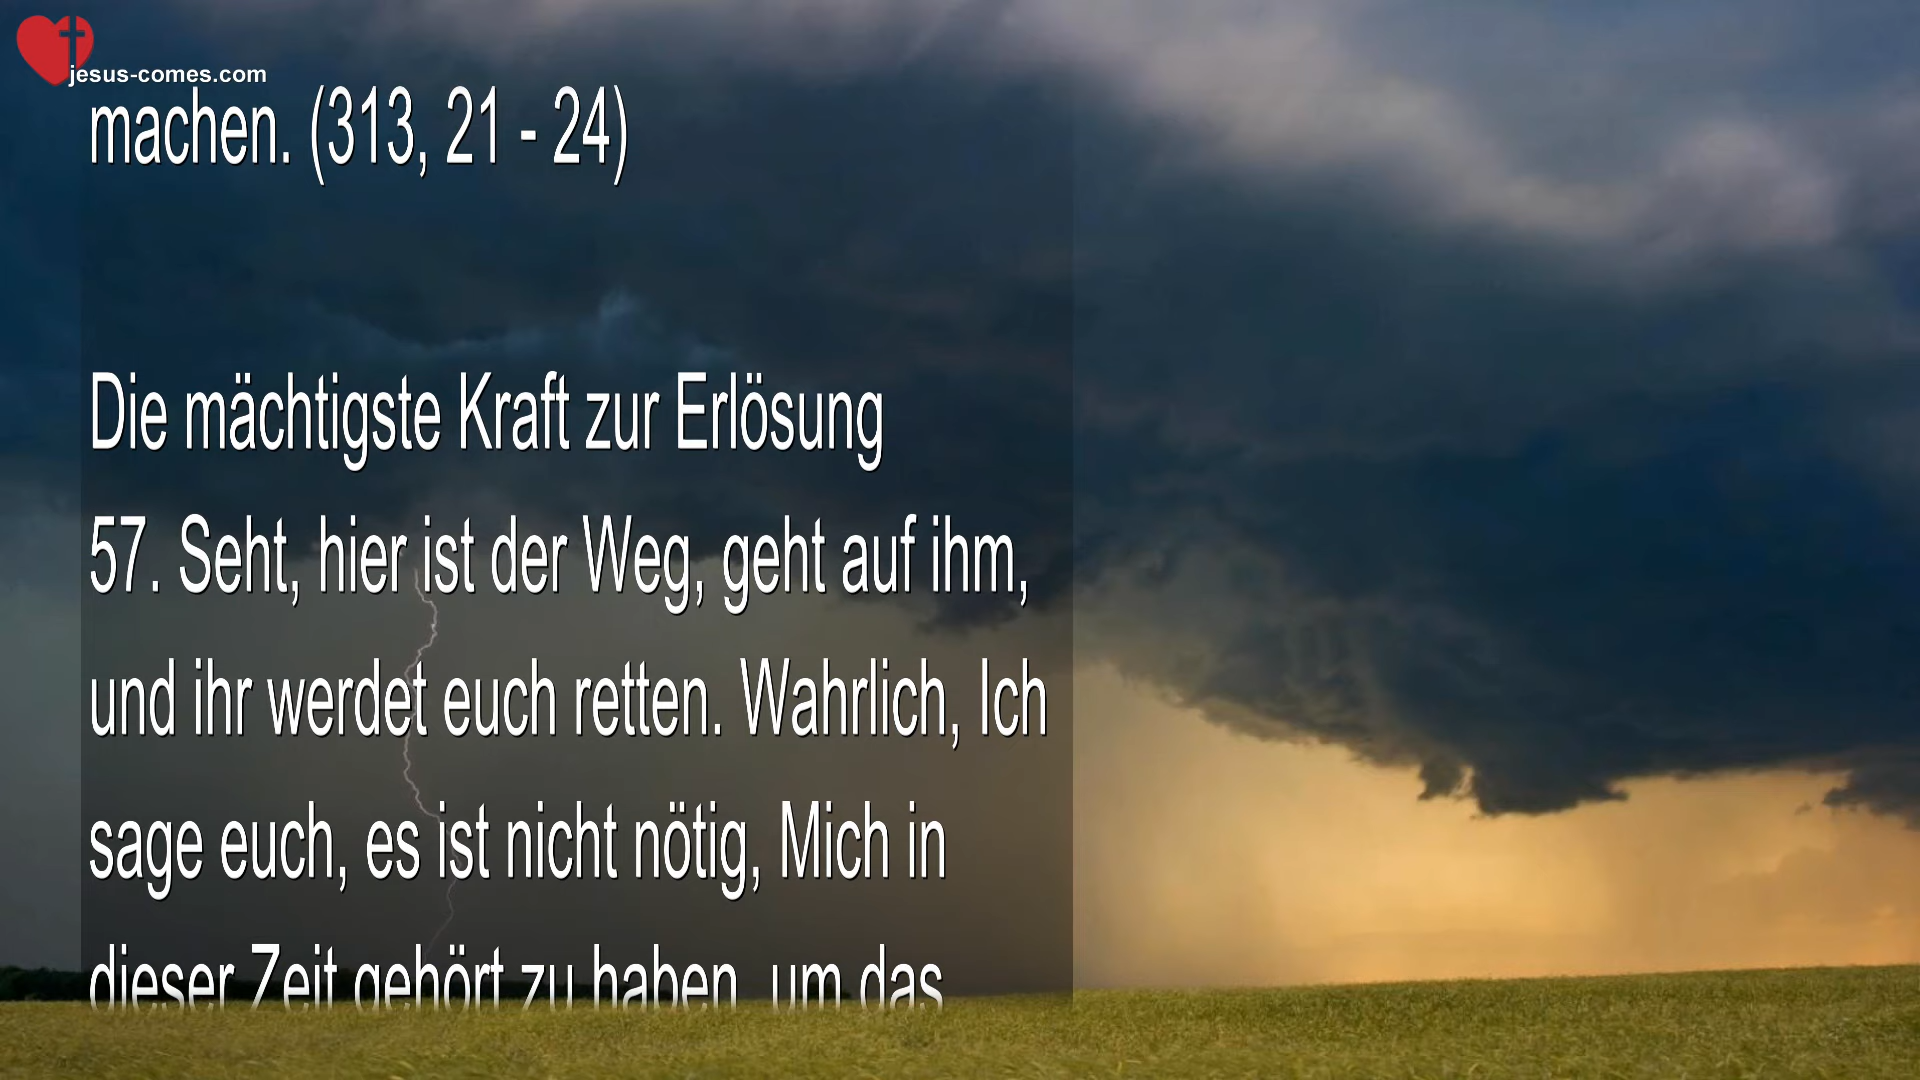 jesus-comes.com
machen. (313, 21 - 24)
Die mächtigste Kraft zur Erlösung
57. Seht, hier ist der Weg, geht auf ihm,
und ihr werdet euch retten. Wahrlich, Ich
sage euch, es ist nicht nötig, Mich in
dieser Zeit gehört zu haben, um das